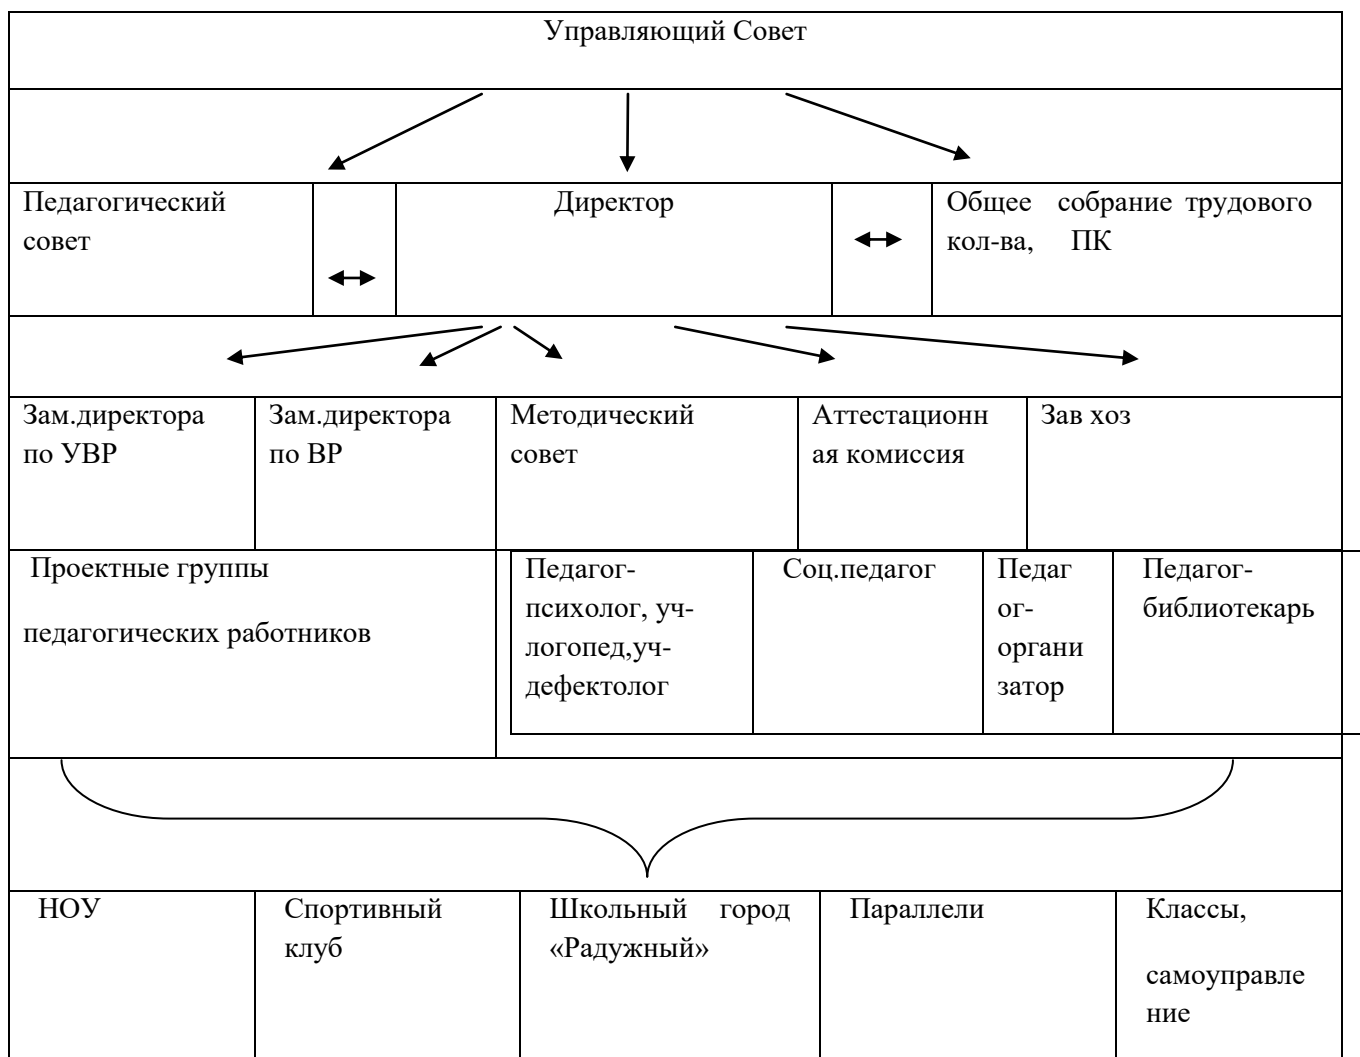 Управляющий Совет
Педагогический
совет
Директор
Общее собрание трудового
кол-ва, ПК
Зам.директора
по УВР
Зам.директора
по ВР
Методический
совет
Аттестационн
ая комиссия
Зав хоз
Проектные группы
педагогических работников
Педагог-
психолог, уч-
логопед,уч-
дефектолог
Соц.педагог
Педаг
ог-
органи
затор
Педагог-
библиотекарь
НОУ
Спортивный
клуб
Школьный город
«Радужный»
Параллели
Классы,
самоуправле
ние